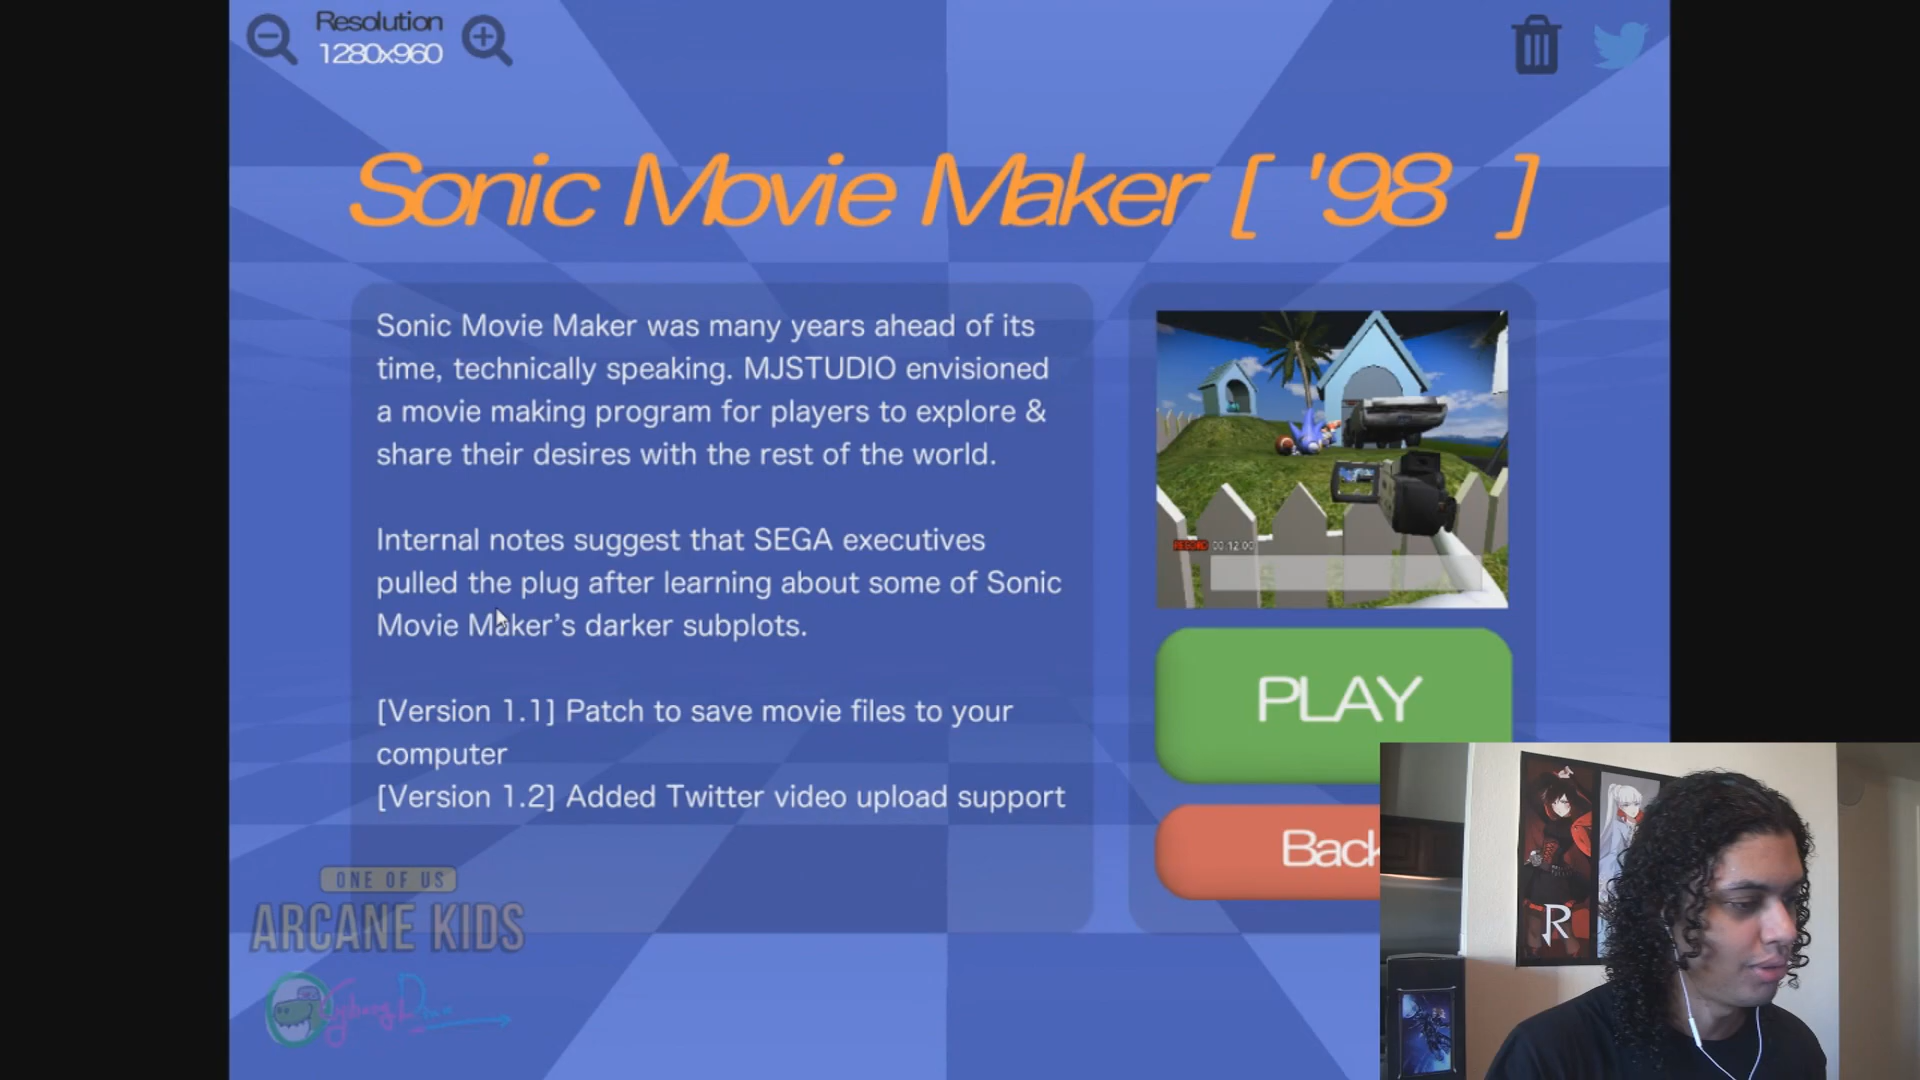 Resolution
1280x960
Sonic Movie Maker [ '98 ]
Sonic Movie Maker was many years ahead of its
time, technically speaking. MJSTUDIO envisioned
a movie making program for players to explore &
share their desires with the rest of the world.
Internal notes suggest that SEGA executives
pulled the plug after learning about some of Sonic
Movie Maker's darker subplots.
[Version 1.1] Patch to save movie files to your
computer
[Version 1.2] Added Twitter video upload support
RECORD 00:12:00
PLAY
Back
ONE OF US
ARCANE KIDS
R